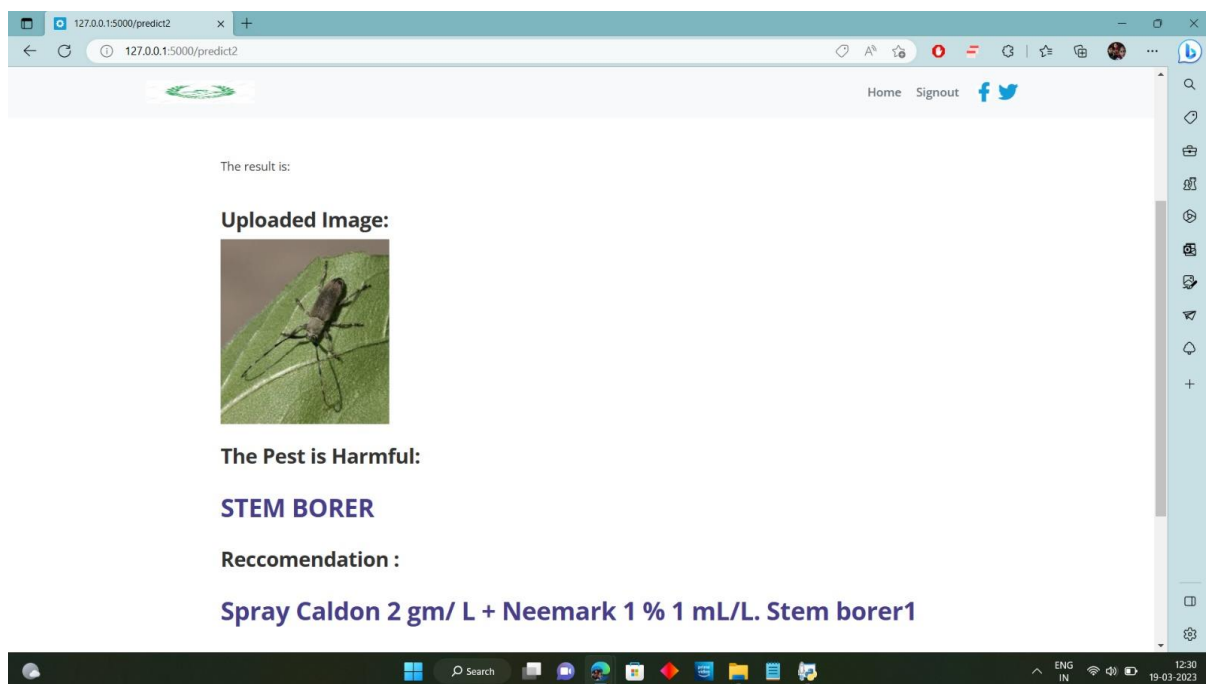 127.0.0.1:5000/predict2
127.0.0.1:5000/predict2
Home Signout
The result is:
Uploaded Image:
The Pest is Harmful:
STEM BORER
Reccomendation :
Spray Caldon 2 gm/ L + Neemark 1 % 1 mL/L. Stem borer1
Search
ENG
IN
12:30
19-03-2023